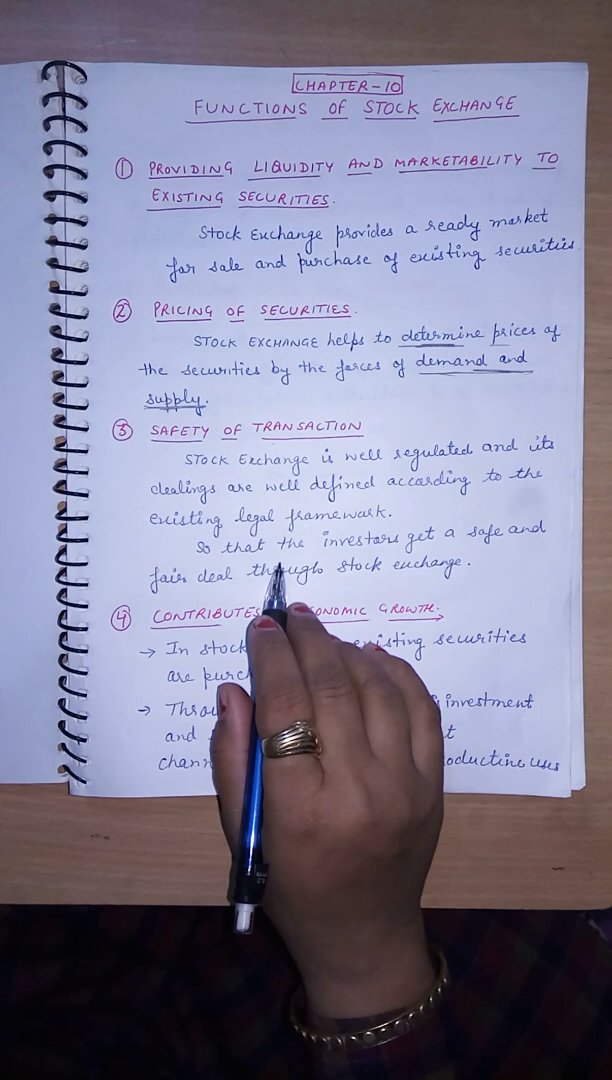 CHAPTER-10
FUNCTIONS OF STOCK EXCHANGE
① PROVIDING LIQUIDITY AND MARKETABILITY TO
EXISTING SECURITIES.
Stock Exchange provides a ready market
for sale and purchase of existing securities
② PRICING OF SECURITIES.
STOCK EXCHANGE helps to determine prices of
the securities by the forces of demand and
supply.
③ SAFETY OF TRANSACTION
STOCK Exchange is well regulated and its
dealings are well defined according to the
existing legal framework.
So that the investors get a safe and
fair deal through stock exchange.
④ CONTRIBUTES ECONOMIC GROWTH.
→ In stock existing securities
are
→ investment
and